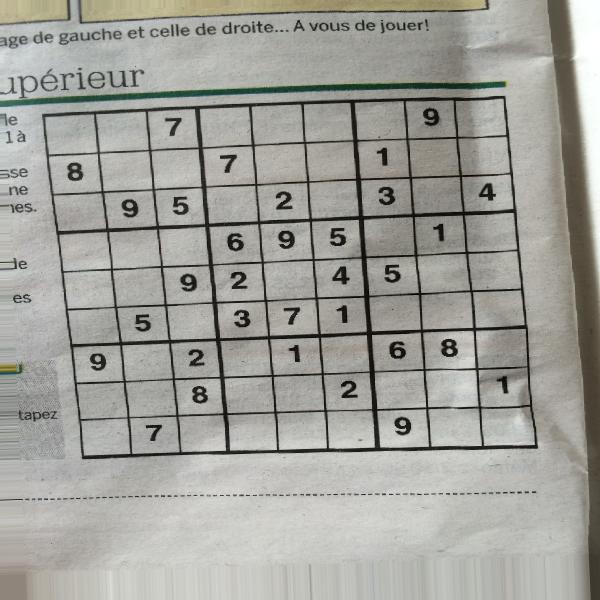 age de gauche et celle de droite... A vous de jouer!
upérieur
le
1 à
sse
ne
nes.
de
es
tapez
7 9
8 7 1
9 5 2 3 4
6 9 5 1
9 2 4 5
5 3 7 1
9 2 1 6 8
8 2 1
7 9